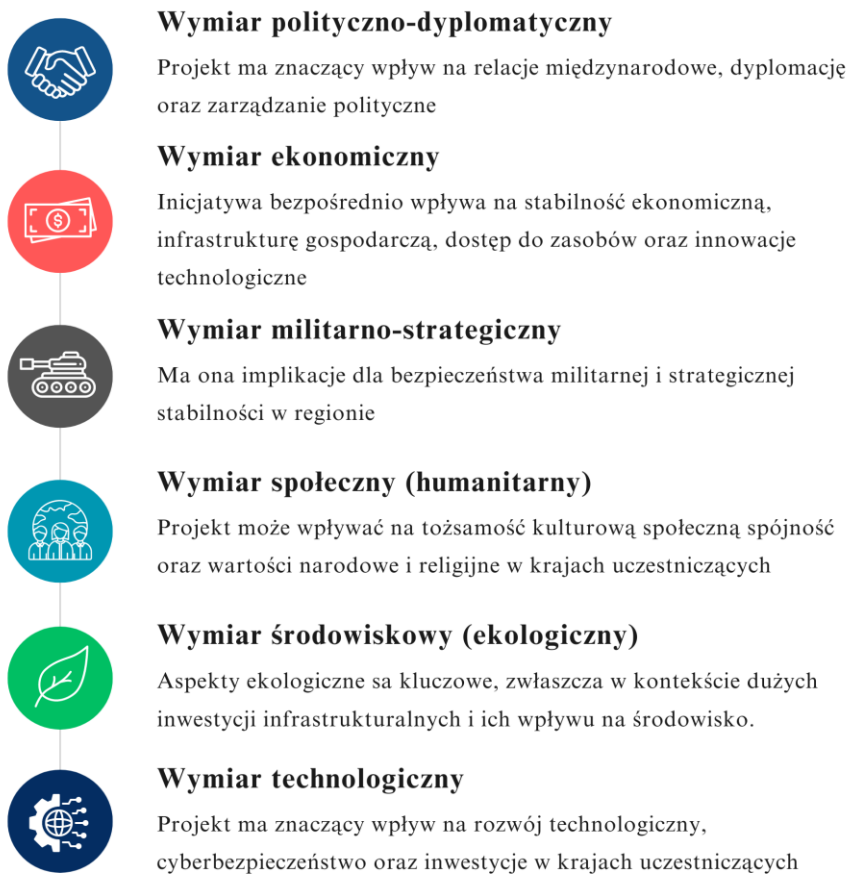 Wymiar polityczno-dyplomatyczny
Projekt ma znaczący wpływ na relacje międzynarodowe, dyplomację
oraz zarządzanie polityczne
Wymiar ekonomiczny
Inicjatywa bezpośrednio wpływa na stabilność ekonomiczną,
infrastrukturę gospodarczą, dostęp do zasobów oraz innowacje
technologiczne
Wymiar militarno-strategiczny
Ma ona implikacje dla bezpieczeństwa militarnej i strategicznej
stabilności w regionie
Wymiar społeczny (humanitarny)
Projekt może wpływać na tożsamość kulturową społeczną spójność
oraz wartości narodowe i religijne w krajach uczestniczących
Wymiar środowiskowy (ekologiczny)
Aspekty ekologiczne sa kluczowe, zwłaszcza w kontekście dużych
inwestycji infrastrukturalnych i ich wpływu na środowisko.
Wymiar technologiczny
Projekt ma znaczący wpływ na rozwój technologiczny,
cyberbezpieczeństwo oraz inwestycje w krajach uczestniczących